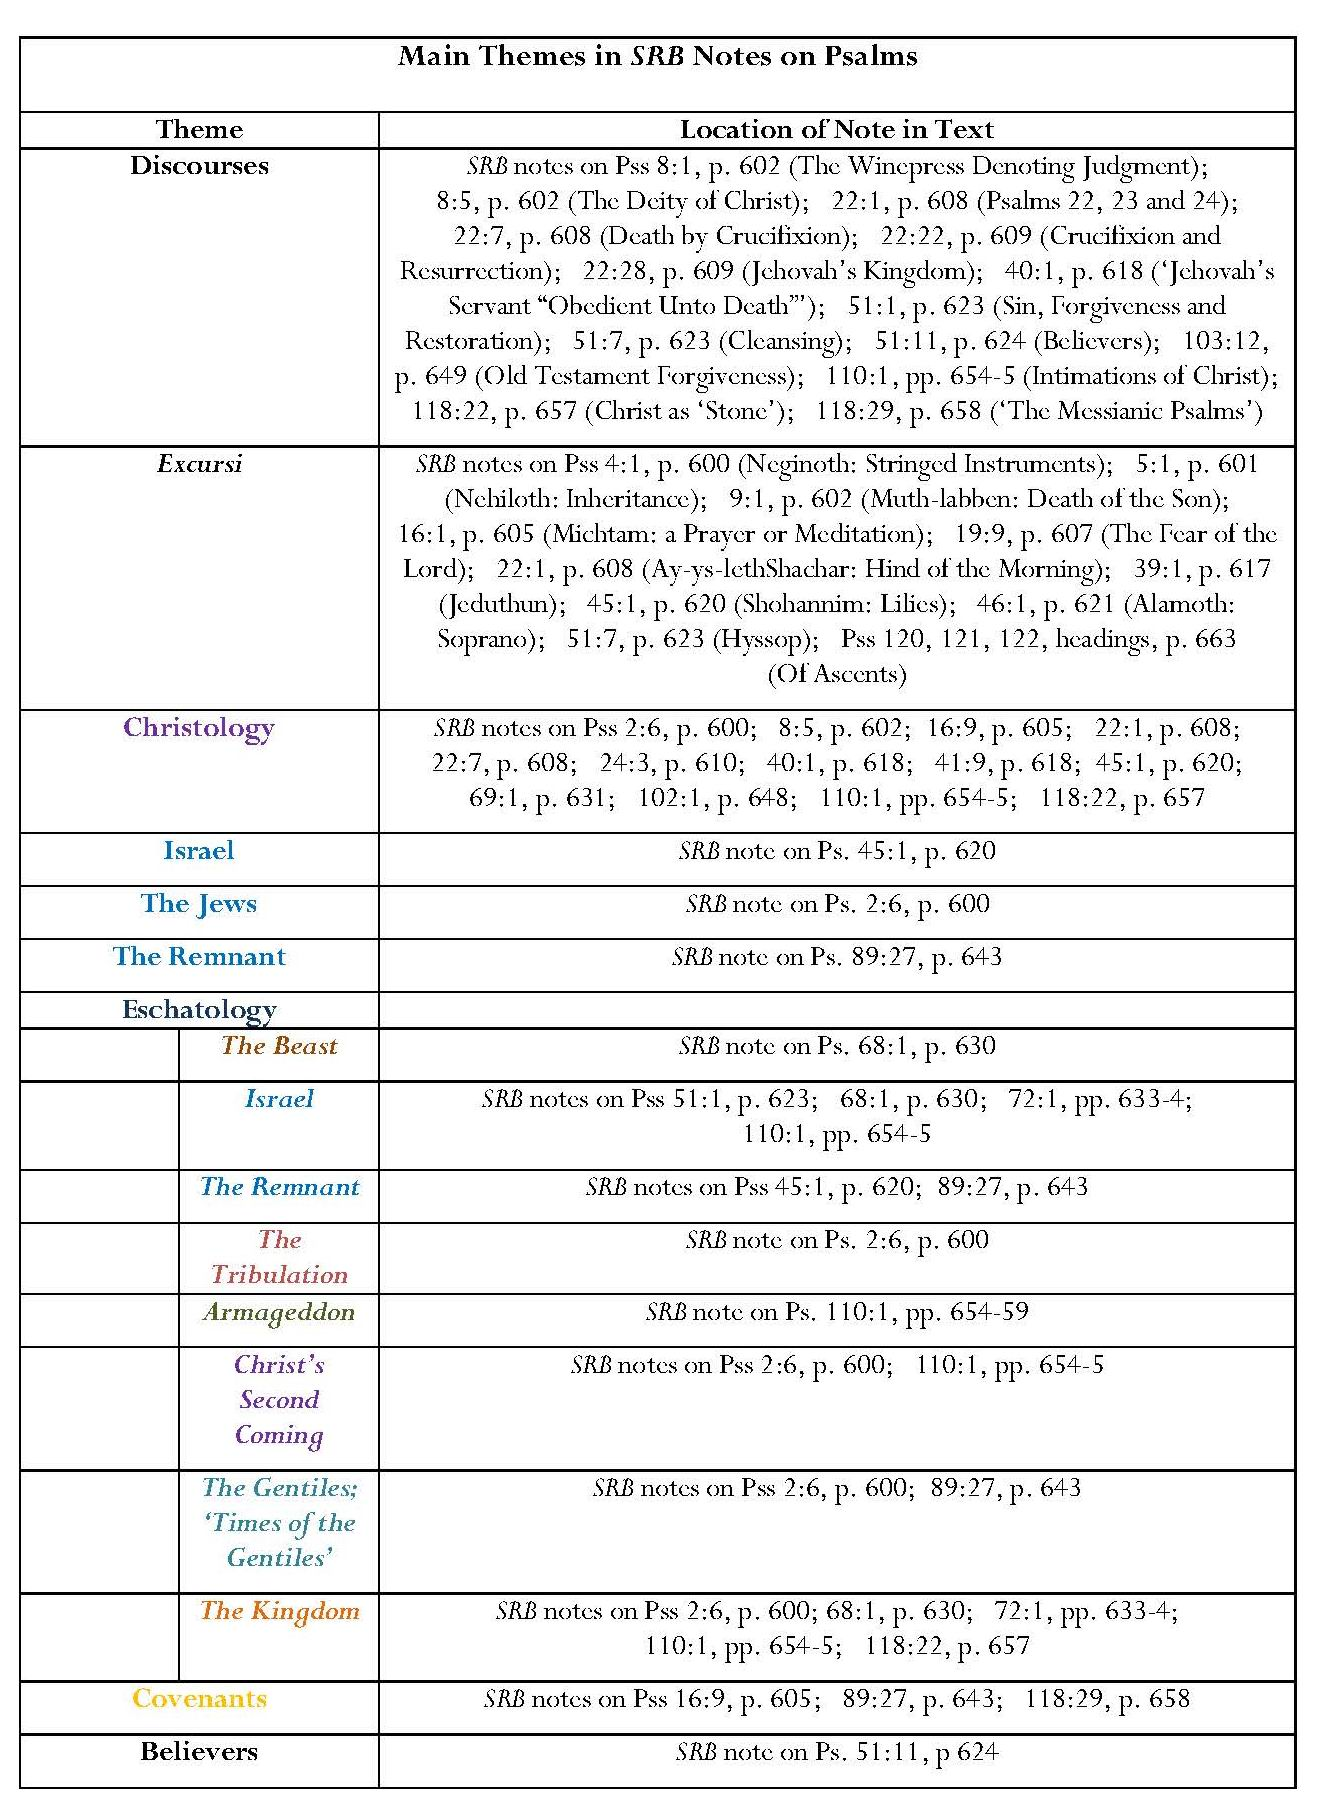 Main Themes in SRB Notes on Psalms
Theme
Location of Note in Text
Discourses
SRB notes on Pss 8:1, p. 602 (The Winepress Denoting Judgment);
8:5, p. 602 (The Deity of Christ); 22:1, p. 608 (Psalms 22, 23 and 24);
22:7, p. 608 (Death by Crucifixion); 22:22, p. 609 (Crucifixion and
Resurrection); 22:28, p. 609 (Jehovah's Kingdom); 40:1, p. 618 (‘Jehovah's
Servant “Obedient Unto Death”’); 51:1, p. 623 (Sin, Forgiveness and
Restoration); 51:7, p. 623 (Cleansing); 51:11, p. 624 (Believers); 103:12,
p. 649 (Old Testament Forgiveness); 110:1, pp. 654-5 (Intimations of Christ);
118:22, p. 657 (Christ as ‘Stone’); 118:29, p. 658 (‘The Messianic Psalms’)
Excursi
SRB notes on Pss 4:1, p. 600 (Neginoth: Stringed Instruments); 5:1, p. 601
(Nehiloth: Inheritance); 9:1, p. 602 (Muth-labben: Death of the Son);
16:1, p. 605 (Michtam: a Prayer or Meditation); 19:9, p. 607 (The Fear of the
Lord); 22:1, p. 608 (Ay-ys-lethShachar: Hind of the Morning); 39:1, p. 617
(Jeduthun); 45:1, p. 620 (Shohannim: Lilies); 46:1, p. 621 (Alamoth:
Soprano); 51:7, p. 623 (Hyssop); Pss 120, 121, 122, headings, p. 663
(Of Ascents)
Christology
SRB notes on Pss 2:6, p. 600; 8:5, p. 602; 16:9, p. 605; 22:1, p. 608;
22:7, p. 608; 24:3, p. 610; 40:1, p. 618; 41:9, p. 618; 45:1, p. 620;
69:1, p. 631; 102:1, p. 648; 110:1, pp. 654-5; 118:22, p. 657
Israel
SRB note on Ps. 45:1, p. 620
The Jews
SRB note on Ps. 2:6, p. 600
The Remnant
SRB note on Ps. 89:27, p. 643
Eschatology
The Beast
SRB note on Ps. 68:1, p. 630
Israel
SRB notes on Pss 51:1, p. 623; 68:1, p. 630; 72:1, pp. 633-4;
110:1, pp. 654-5
The Remnant
SRB notes on Pss 45:1, p. 620; 89:27, p. 643
The
Tribulation
SRB note on Ps. 2:6, p. 600
Armageddon
SRB note on Ps. 110:1, pp. 654-59
Christ's
Second
Coming
SRB notes on Pss 2:6, p. 600; 110:1, pp. 654-5
The Gentiles;
‘Times of the
Gentiles’
SRB notes on Pss 2:6, p. 600; 89:27, p. 643
The Kingdom
SRB notes on Pss 2:6, p. 600; 68:1, p. 630; 72:1, pp. 633-4;
110:1, pp. 654-5; 118:22, p. 657
Covenants
SRB notes on Pss 16:9, p. 605; 89:27, p. 643; 118:29, p. 658
Believers
SRB note on Ps. 51:11, p 624